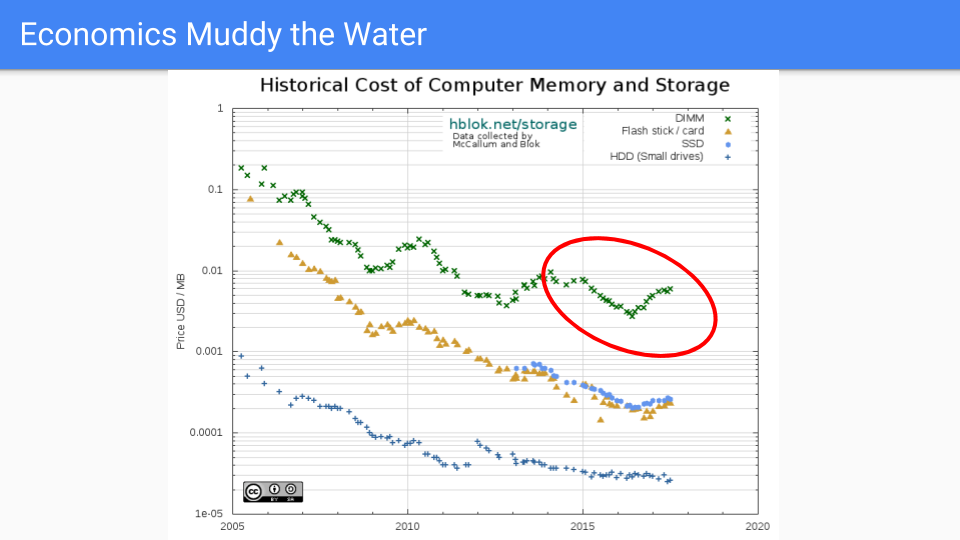 Economics Muddy the Water
Historical Cost of Computer Memory and Storage
hblok.net/storage
Data collected by
McCallum and Blok
DIMM
Flash stick / card
SSD
HDD (Small drives)
Price USD / MB
1
0.1
0.01
0.001
0.0001
1e-05
2005
2010
2015
2020
cc
BY SA